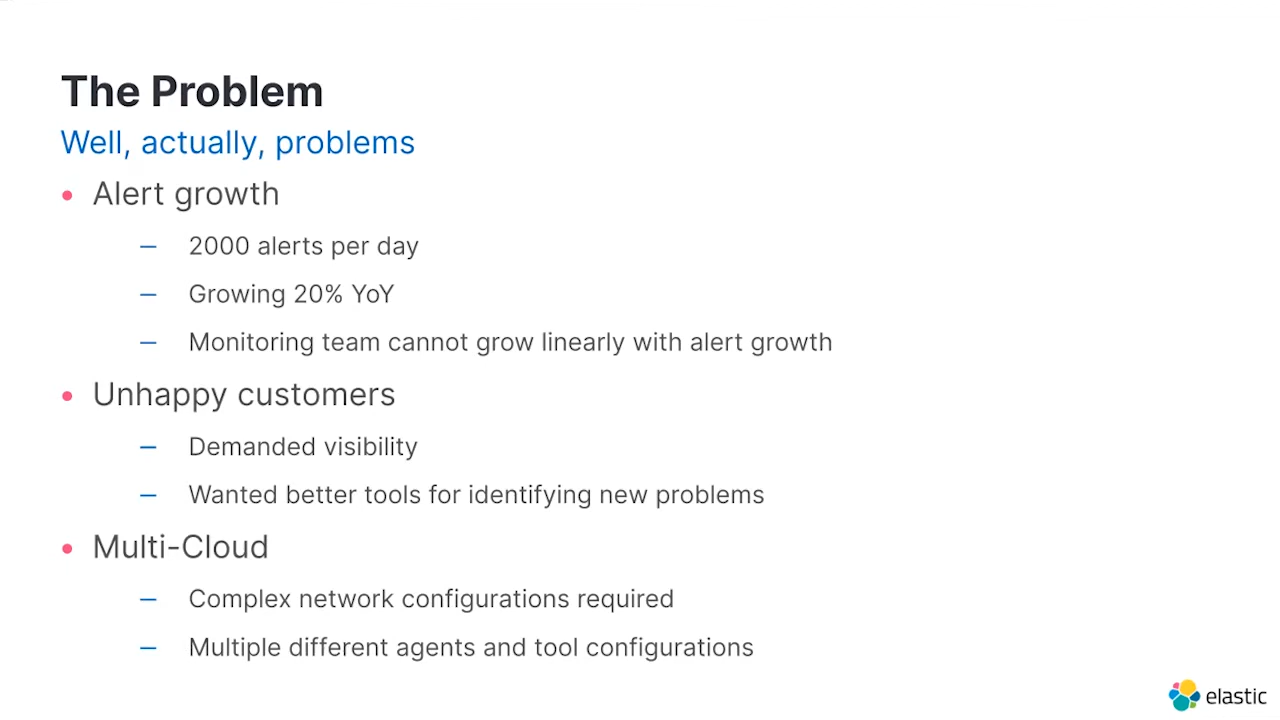 The Problem
Well, actually, problems
• Alert growth
– 2000 alerts per day
– Growing 20% YoY
– Monitoring team cannot grow linearly with alert growth
• Unhappy customers
– Demanded visibility
– Wanted better tools for identifying new problems
• Multi-Cloud
– Complex network configurations required
– Multiple different agents and tool configurations
elastic